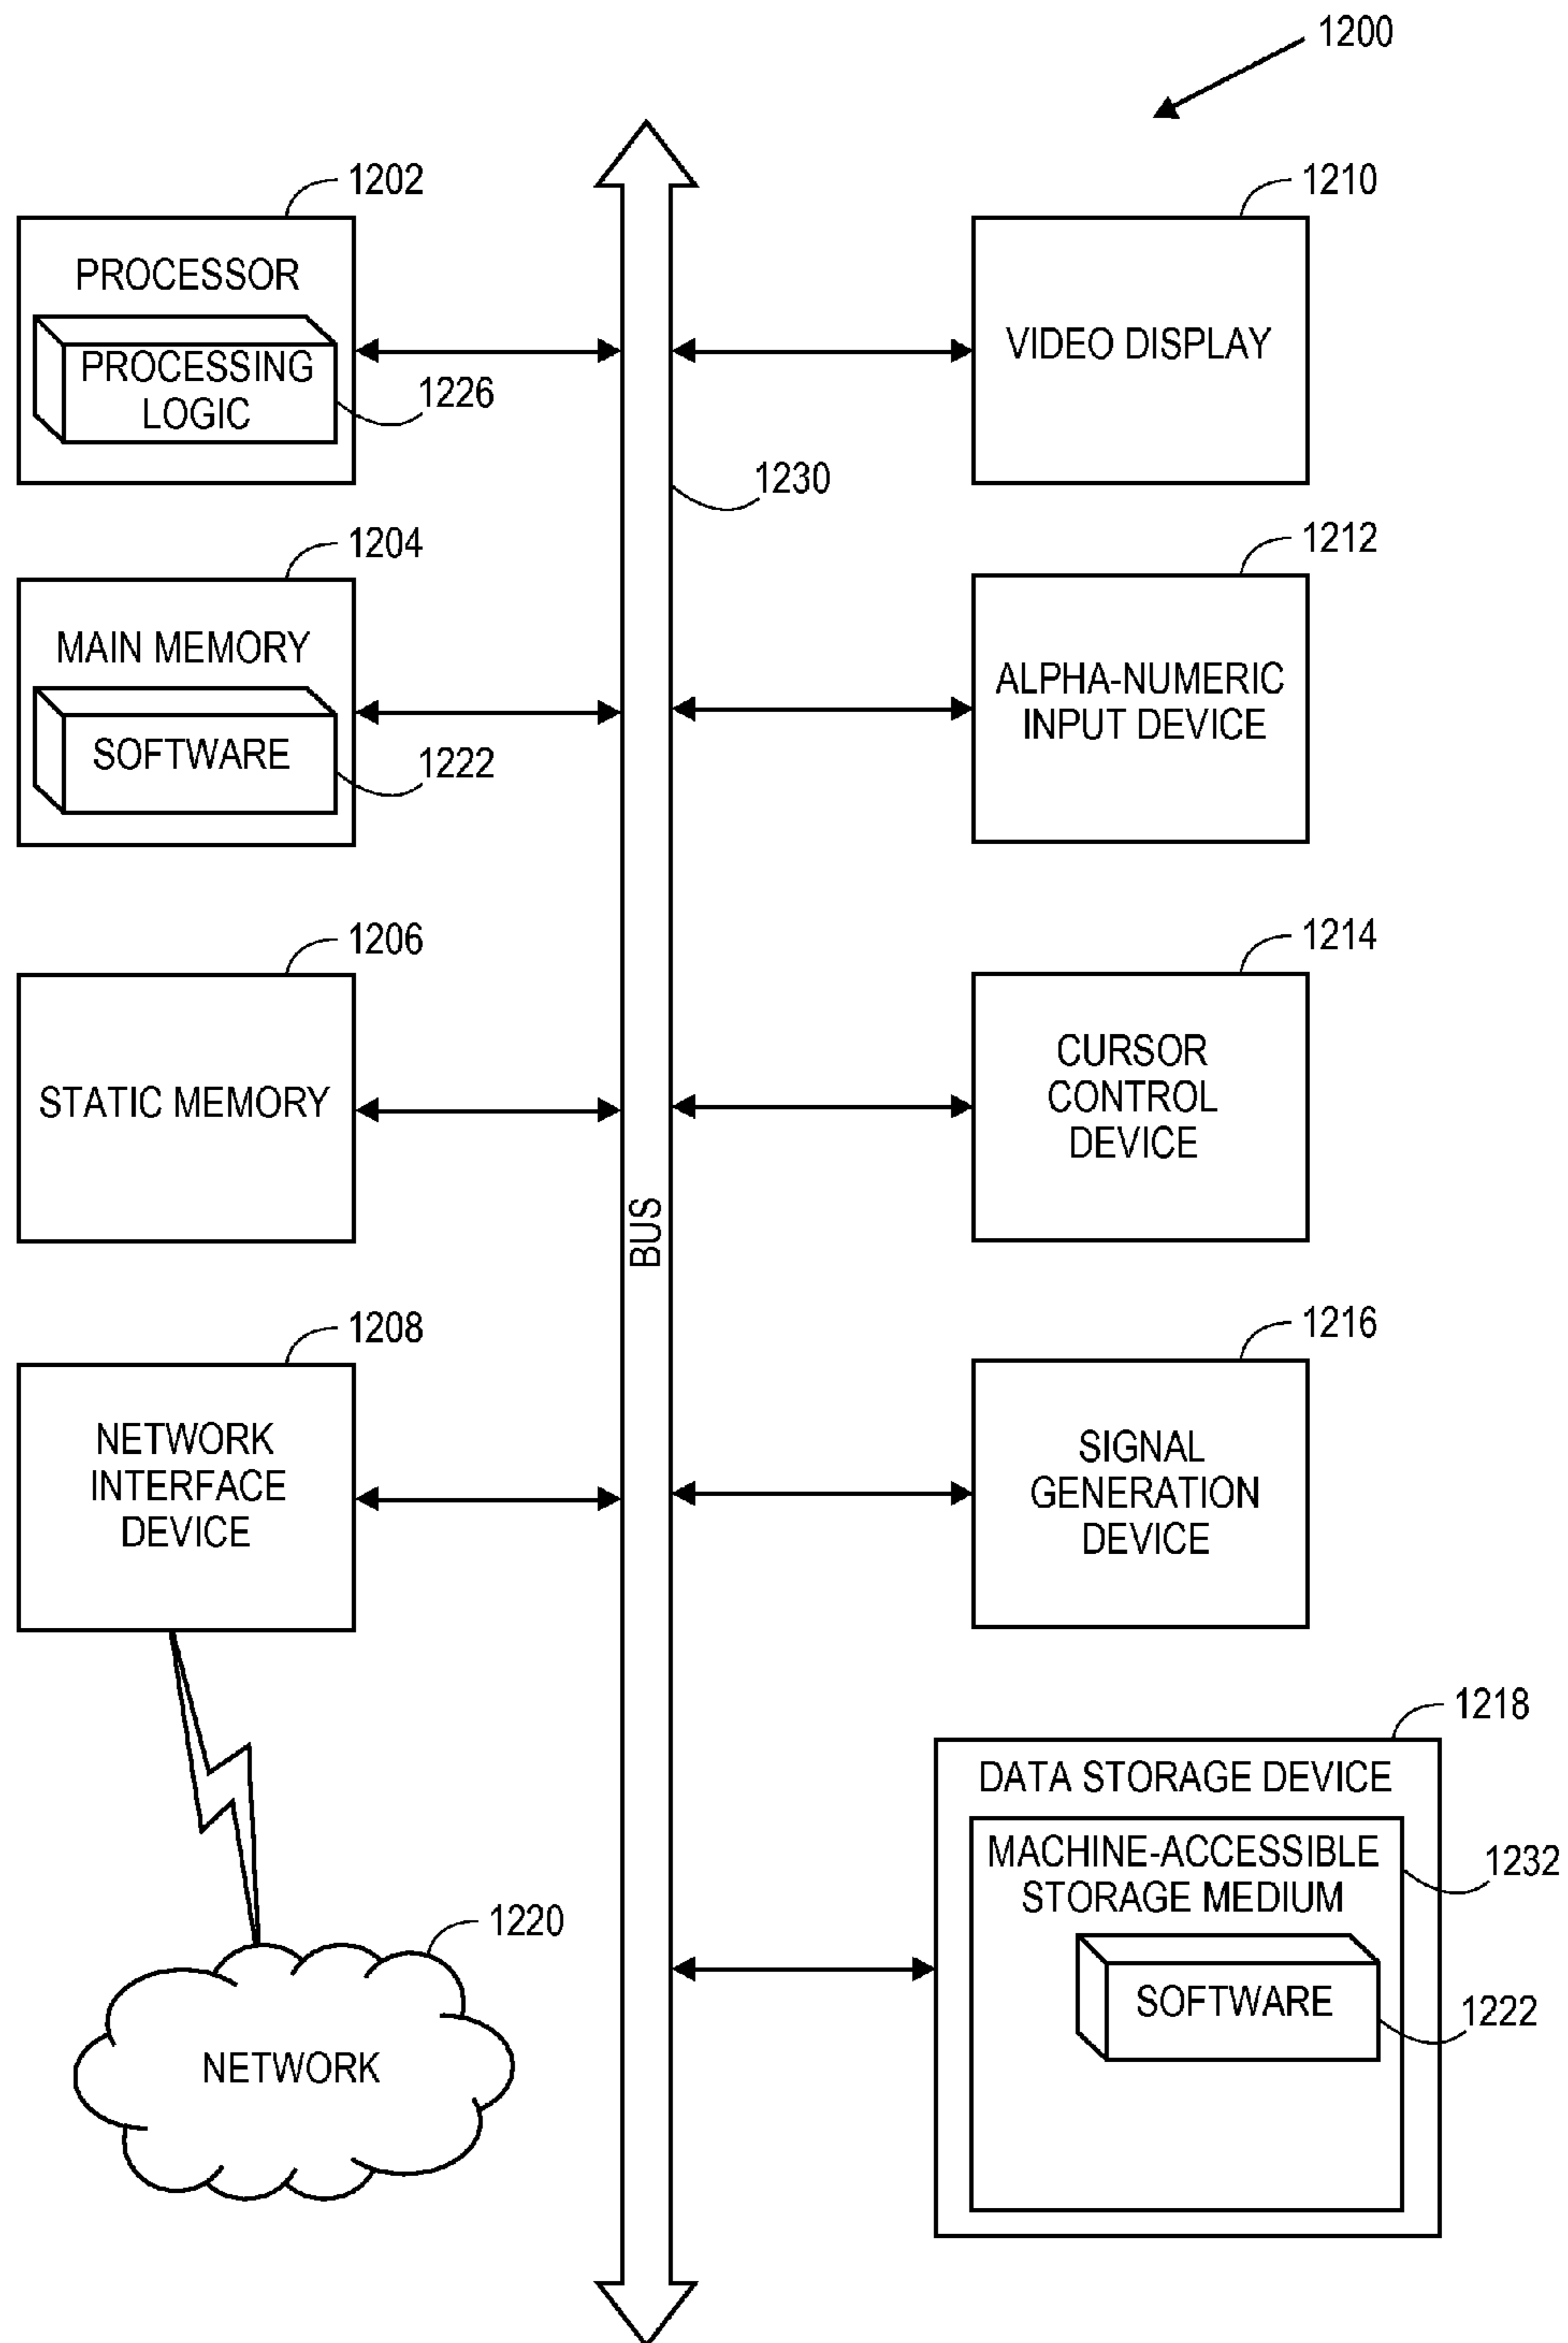 1200
1202
PROCESSOR
PROCESSING
LOGIC
1226
1210
VIDEO DISPLAY
1230
1204
MAIN MEMORY
SOFTWARE
1222
1212
ALPHA-NUMERIC
INPUT DEVICE
1206
STATIC MEMORY
1214
CURSOR
CONTROL
DEVICE
BUS
1208
NETWORK
INTERFACE
DEVICE
1216
SIGNAL
GENERATION
DEVICE
1218
DATA STORAGE DEVICE
MACHINE-ACCESSIBLE
STORAGE MEDIUM
1232
SOFTWARE
1222
1220
NETWORK